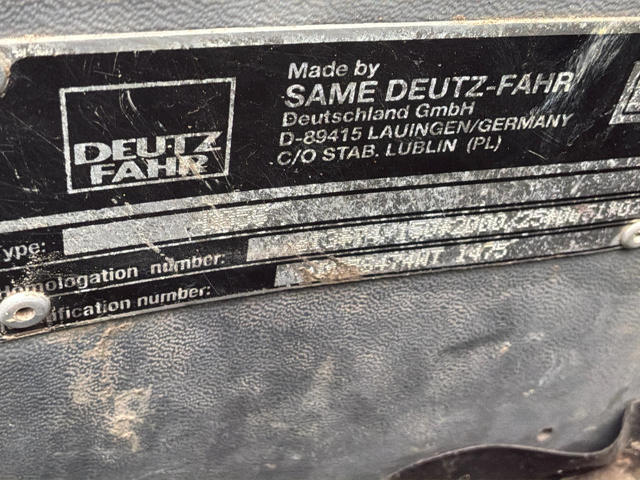 Made by
SAME DEUTZ-FAHR
Deutschland GmbH
D-89415 LAUINGEN/GERMANY
C/O STAB. LUBLIN (PL)
DEUTZ
FAHR
Type:
Homologation number:
ification number: 1475